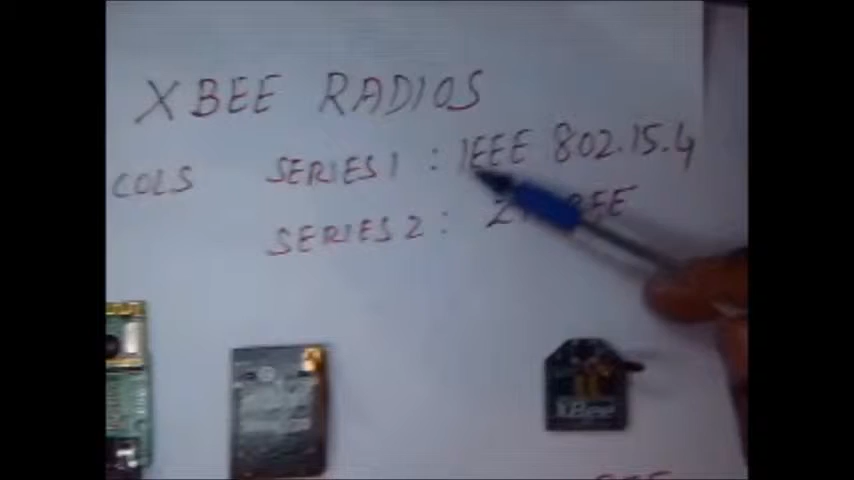 XBEE RADIOS
COLS SERIES 1 : IEEE 802.15.4
SERIES 2 :
XBee